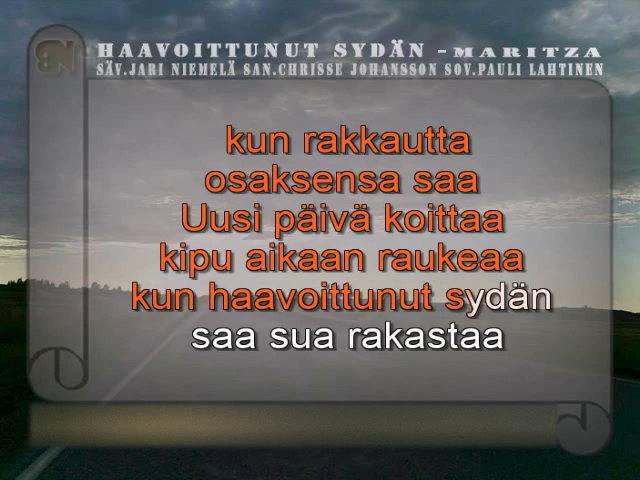 HAAVOITTUNUT SYDÄN - MARITZA
SÄV.JARI NIEMELÄ SAN.CHRISSE JOHANSSON SOV.PAULI LAHTINEN
kun rakkautta
osaksensa saa
Uusi päivä koittaa
kipu aikaan raukeaa
kun haavoittunut sydän
saa sua rakastaa